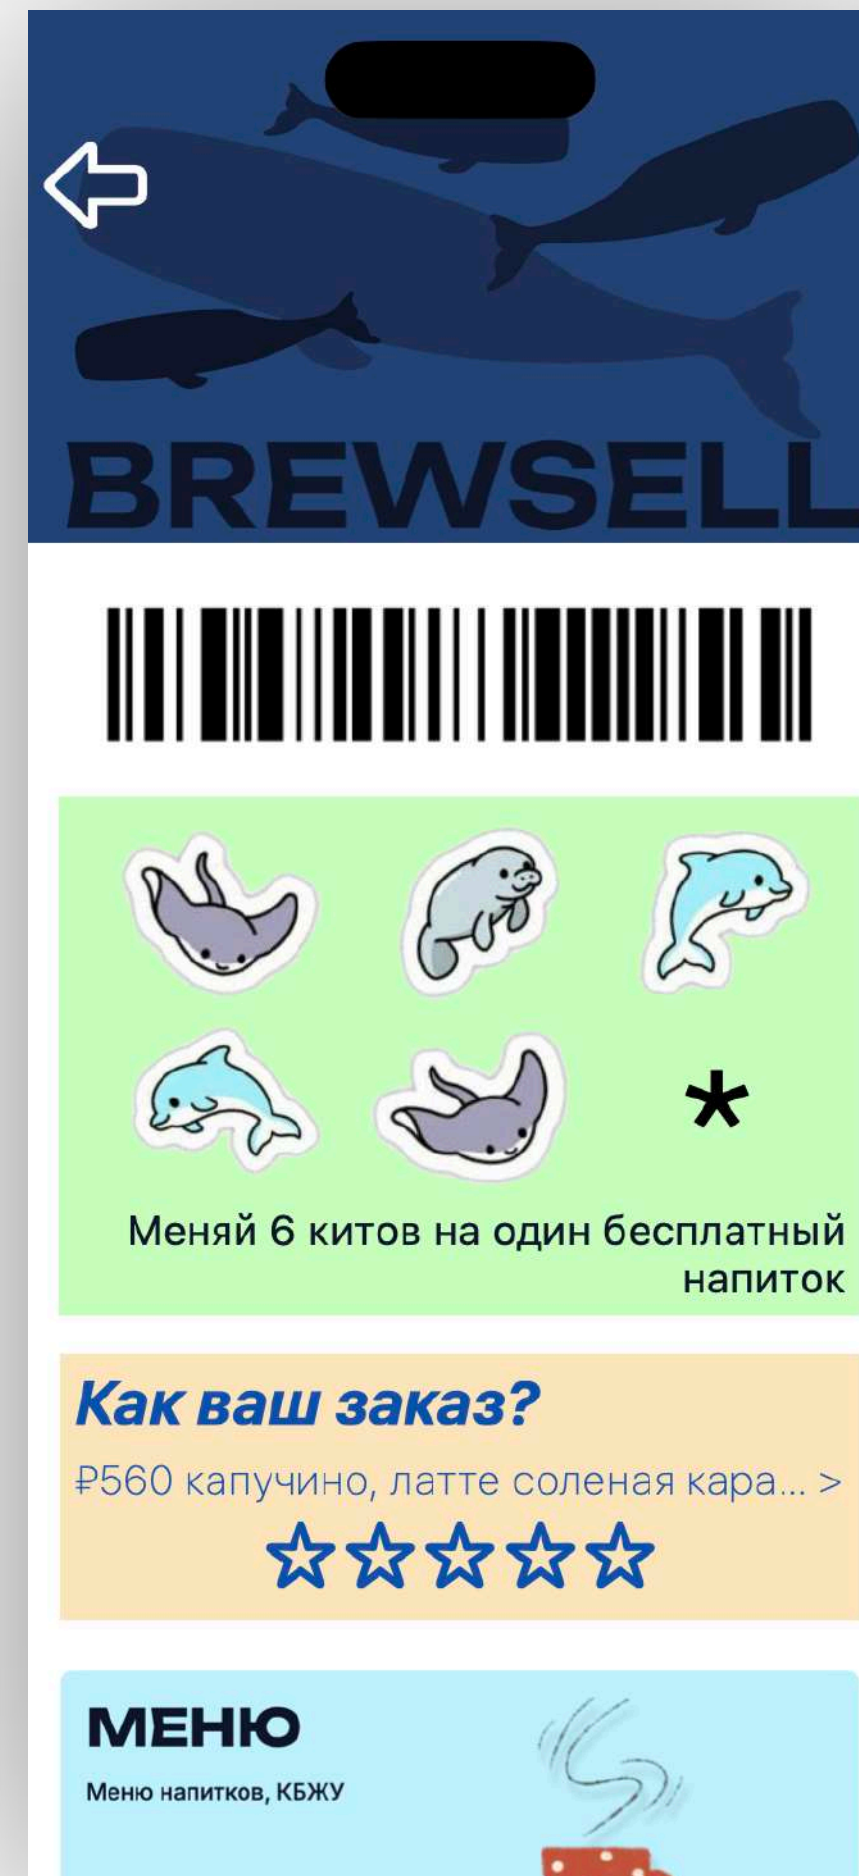 BREWSELL
*
Меняй 6 китов на один бесплатный
напиток
Как ваш заказ?
₽560 капучино, латте соленая кара... >
МЕНЮ
Меню напитков, КБЖУ